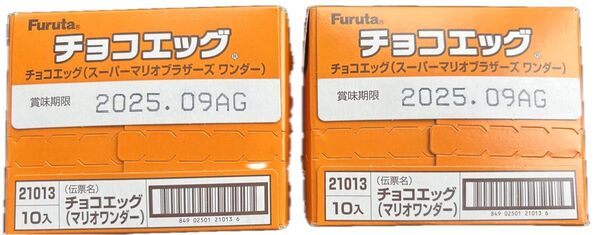 Furuta
チョコエッグ®
チョコエッグ(スーパーマリオブラザーズ ワンダー)
賞味期限 2025.09AG
21013
10入
(伝票名)
チョコエッグ
(マリオワンダー)
849 02501 21013 6
Furuta
チョコエッグ®
チョコエッグ(スーパーマリオブラザーズ ワンダー)
賞味期限 2025.09AG
21013
10入
(伝票名)
チョコエッグ
(マリオワンダー)
849 02501 21013 6